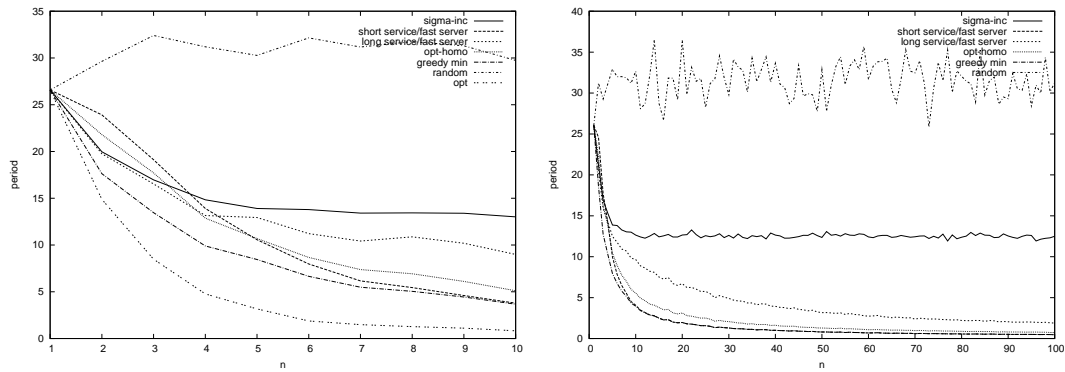 35
30
25
20
15
10
5
0
period
1 2 3 4 5 6 7 8 9 10
n
sigma-inc
short service/fast server
long service/fast server
opt-homo
greedy min
random
opt
40
35
30
25
20
15
10
5
0
period
0 10 20 30 40 50 60 70 80 90 100
n
sigma-inc
short service/fast server
long service/fast server
opt-homo
greedy min
random